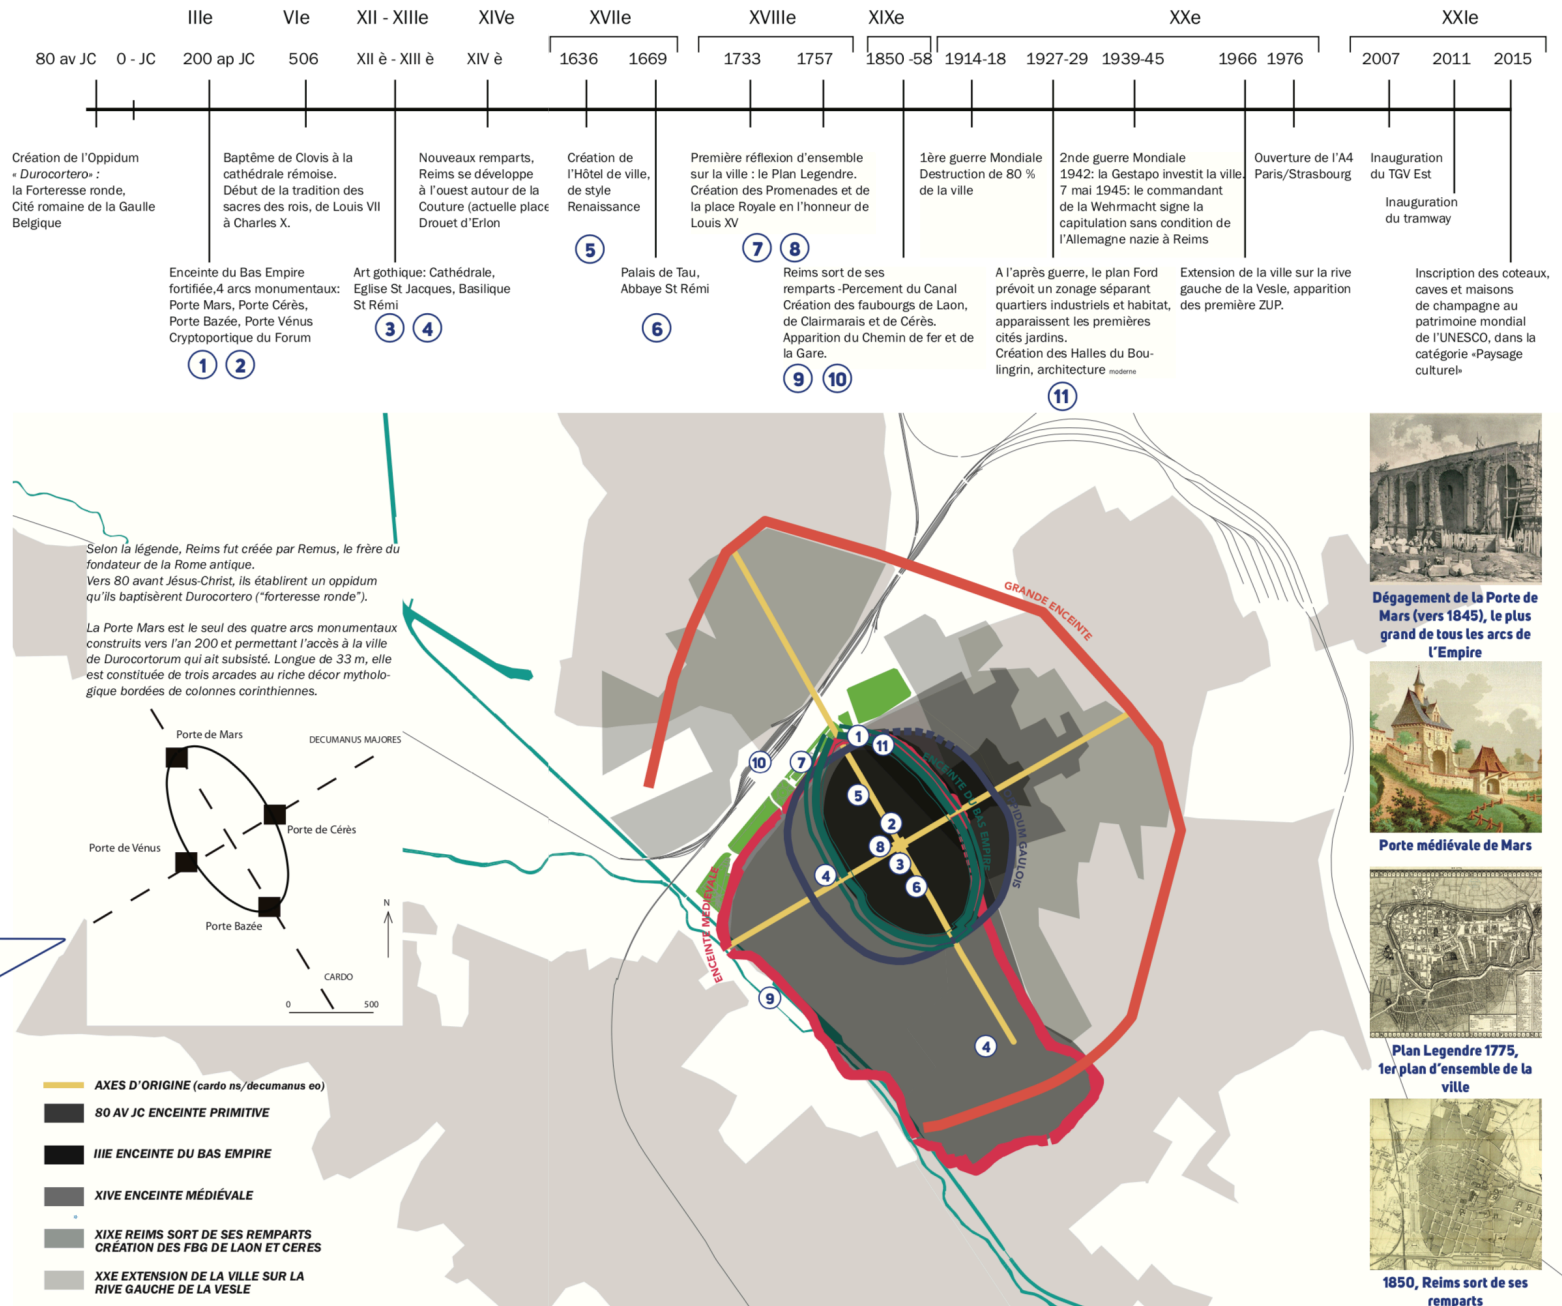 IIIe
VIe
XII - XIIIe
XIVe
XVIIe
XVIIIe
XIXe
XXe
XXIe
80 av JC
0 - JC
200 ap JC
506
XII è - XIII è
XIV è
1636
1669
1733
1757
1850 -58
1914-18
1927-29
1939-45
1966
1976
2007
2011
2015
Création de l'Oppidum
« Durocortero» :
la Forteresse ronde,
Cité romaine de la Gaulle
Belgique
Baptême de Clovis à la
cathédrale rémoise.
Début de la tradition des
sacres des rois, de Louis VII
à Charles X.
Nouveaux remparts,
Reims se développe
à l'ouest autour de la
Couture (actuelle place
Drouet d'Erlon
Création de
l'Hôtel de ville,
de style
Renaissance
5
Première réflexion d'ensemble
sur la ville : le Plan Legendre.
Création des Promenades et de
la place Royale en l'honneur de
Louis XV
7
8
1ère guerre Mondiale
Destruction de 80 %
de la ville
2nde guerre Mondiale
1942: la Gestapo investit la ville.
7 mai 1945: le commandant
de la Wehrmacht signe la
capitulation sans condition de
l'Allemagne nazie à Reims
Ouverture de l'A4
Paris/Strasbourg
Inauguration
du TGV Est
Inauguration
du tramway
Enceinte du Bas Empire
fortifiée,4 arcs monumentaux:
Porte Mars, Porte Cérès,
Porte Bazée, Porte Vénus
Cryptoportique du Forum
1
2
Art gothique: Cathédrale,
Eglise St Jacques, Basilique
St Rémi
3
4
Palais de Tau,
Abbaye St Rémi
6
Reims sort de ses
remparts -Percement du Canal
Création des faubourgs de Laon,
de Clairmarais et de Cérès.
Apparition du Chemin de fer et de
la Gare.
9
10
A l'après guerre, le plan Ford
prévoit un zonage séparant
quartiers industriels et habitat,
apparaissent les premières
cités jardins.
Création des Halles du Bou-
lingrin, architecture moderne
11
Extension de la ville sur la rive
gauche de la Vesle, apparition
des première ZUP.
Inscription des coteaux,
caves et maisons
de champagne au
patrimoine mondial
de l'UNESCO, dans la
catégorie «Paysage
culturel»
Selon la légende, Reims fut créée par Remus, le frère du
fondateur de la Rome antique.
Vers 80 avant Jésus-Christ, ils établirent un oppidum
qu'ils baptisèrent Durocortero ("forteresse ronde").
La Porte Mars est le seul des quatre arcs monumentaux
construits vers l'an 200 et permettant l'accès à la ville
de Durocortorum qui ait subsisté. Longue de 33 m, elle
est constituée de trois arcades au riche décor mytholo-
gique bordées de colonnes corinthiennes.
Porte de Mars
DECUMANUS MAJORES
Porte de Cérès
Porte de Vénus
Porte Bazée
N
CARDO
0
500
GRANDE ENCEINTE
ENCEINTE DU BAS EMPIRE
OPPIDUM GAULOIS
ENCEINTE MÉDIÉVALE
1
11
10
7
5
2
8
3
4
6
9
4
AXES D'ORIGINE (cardo ns/decumanus eo)
80 AV JC ENCEINTE PRIMITIVE
IIIE ENCEINTE DU BAS EMPIRE
XIVE ENCEINTE MÉDIÉVALE
XIXE REIMS SORT DE SES REMPARTS
CRÉATION DES FBG DE LAON ET CERES
XXE EXTENSION DE LA VILLE SUR LA
RIVE GAUCHE DE LA VESLE
Dégagement de la Porte de
Mars (vers 1845), le plus
grand de tous les arcs de
l'Empire
Porte médiévale de Mars
Plan Legendre 1775,
1er plan d'ensemble de la
ville
1850, Reims sort de ses
remparts